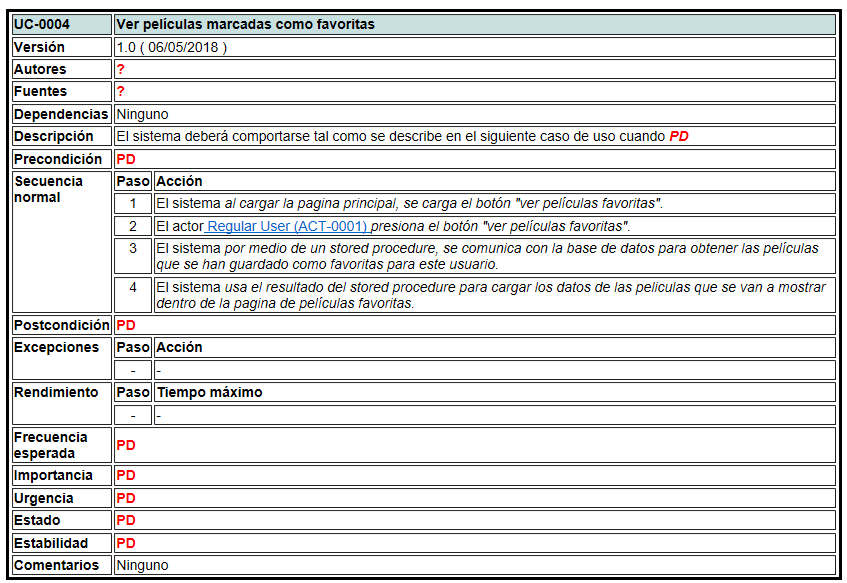 UC-0004 Ver películas marcadas como favoritas
Versión 1.0 ( 06/05/2018 )
Autores ?
Fuentes ?
Dependencias Ninguno
Descripción El sistema deberá comportarse tal como se describe en el siguiente caso de uso cuando PD
Precondición PD
Secuencia normal
Paso Acción
1 El sistema al cargar la pagina principal, se carga el botón "ver películas favoritas".
2 El actor Regular User (ACT-0001) presiona el botón "ver películas favoritas".
3 El sistema por medio de un stored procedure, se comunica con la base de datos para obtener las películas
que se han guardado como favoritas para este usuario.
4 El sistema usa el resultado del stored procedure para cargar los datos de las peliculas que se van a mostrar
dentro de la pagina de películas favoritas.
Postcondición PD
Excepciones Paso Acción
- -
Rendimiento Paso Tiempo máximo
- -
Frecuencia
esperada PD
Importancia PD
Urgencia PD
Estado PD
Estabilidad PD
Comentarios Ninguno